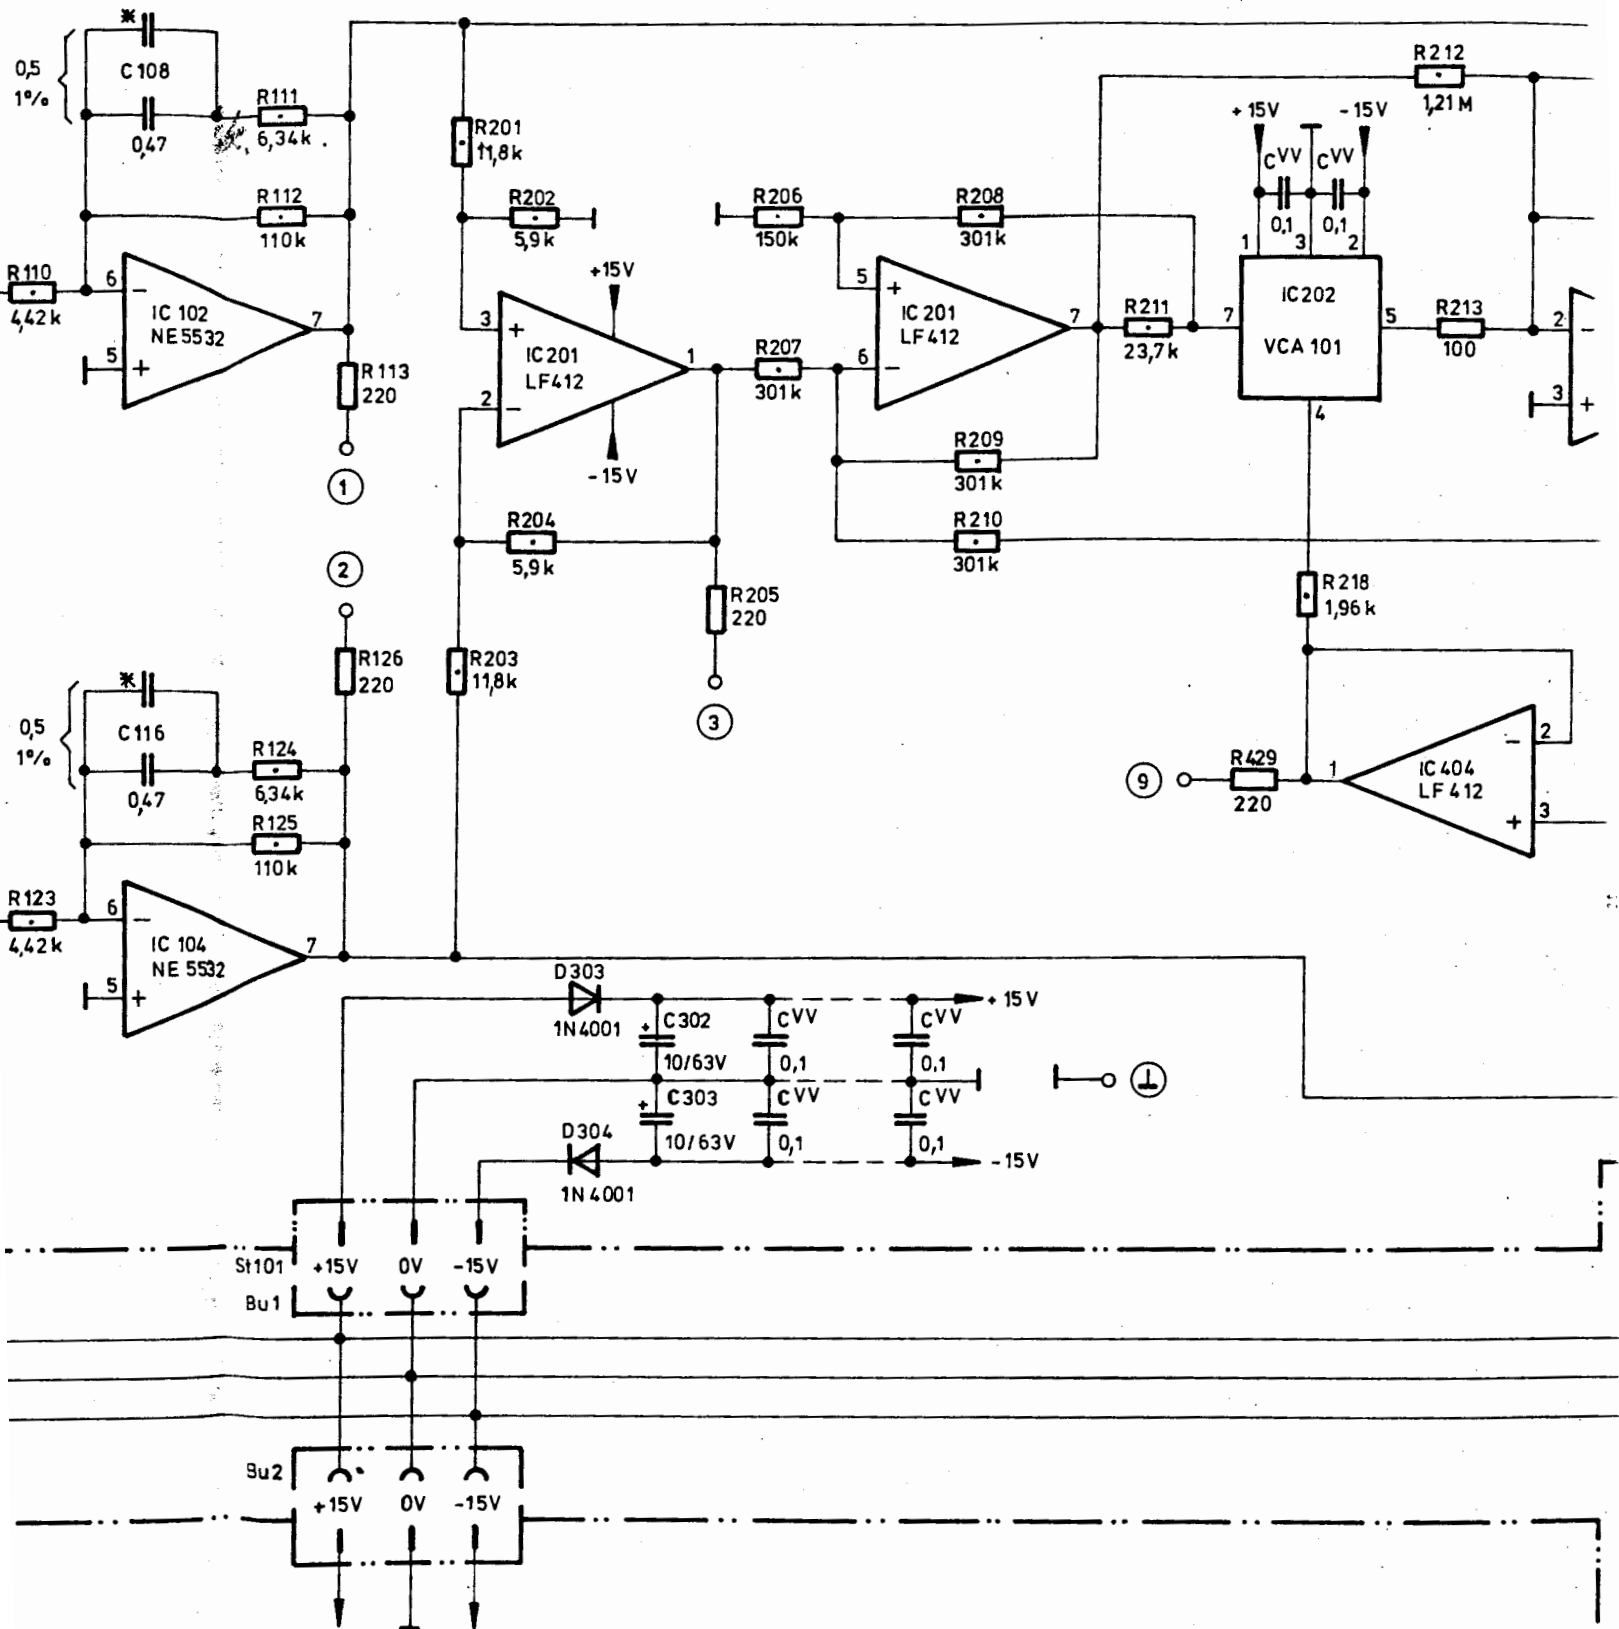 *
0,5
1%
C108
0,47
R111
6,34k
R112
110k
R110
4,42k
6
−
IC 102
NE5532
7
5
+
R113
220
1
R201
11,8k
R202
5,9k
+15V
3
+
IC201
LF412
1
2
−
-15V
R204
5,9k
R205
220
3
R203
11,8k
R206
150k
R208
301k
5
+
IC 201
LF412
7
R207
301k
6
−
R209
301k
R210
301k
R211
23,7k
R212
1,21M
+15V
-15V
CVV
CVV
0,1
0,1
1
3
2
IC202
7
VCA 101
5
4
R213
100
2
−
3
+
R218
1,96k
2
−
IC 404
LF 412
1
+
3
9
R429
220
2
R126
220
*
0,5
1%
C116
0,47
R124
6,34k
R125
110k
R123
4,42k
6
−
IC 104
NE 5532
7
5
+
D303
1N4001
+
C302
10/63V
CVV
0,1
CVV
0,1
+15V
+
C303
10/63V
CVV
0,1
CVV
0,1
-15V
D304
1N4001
St101
+15V
0V
-15V
Bu1
Bu2
+15V
0V
-15V